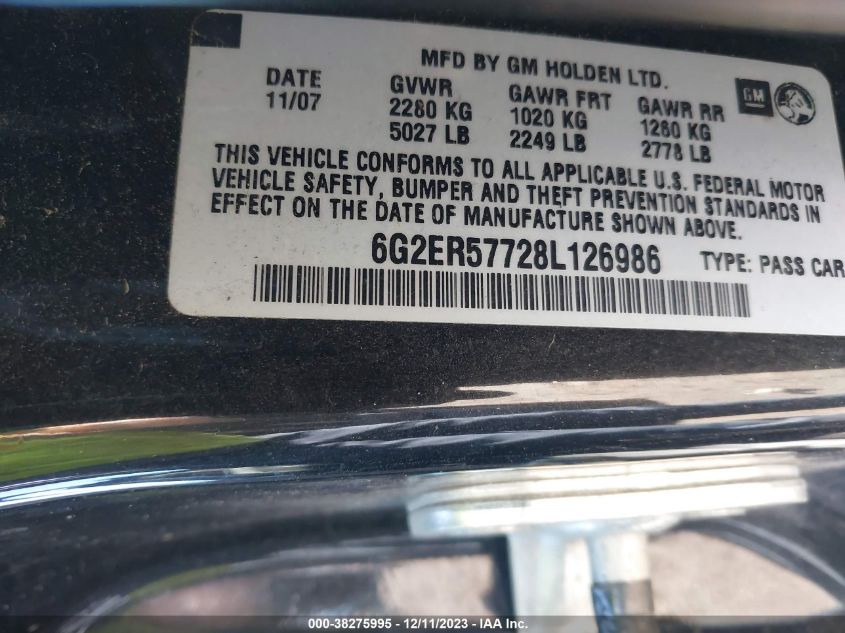 MFD BY GM HOLDEN LTD.
DATE GVWR GAWR FRT GAWR RR GM
11/07 2280 KG 1020 KG 1260 KG
5027 LB 2249 LB 2778 LB
THIS VEHICLE CONFORMS TO ALL APPLICABLE U.S. FEDERAL MOTOR
VEHICLE SAFETY, BUMPER AND THEFT PREVENTION STANDARDS IN
EFFECT ON THE DATE OF MANUFACTURE SHOWN ABOVE.
6G2ER57728L126986 TYPE: PASS CAR
000-38275995 - 12/11/2023 - IAA Inc.